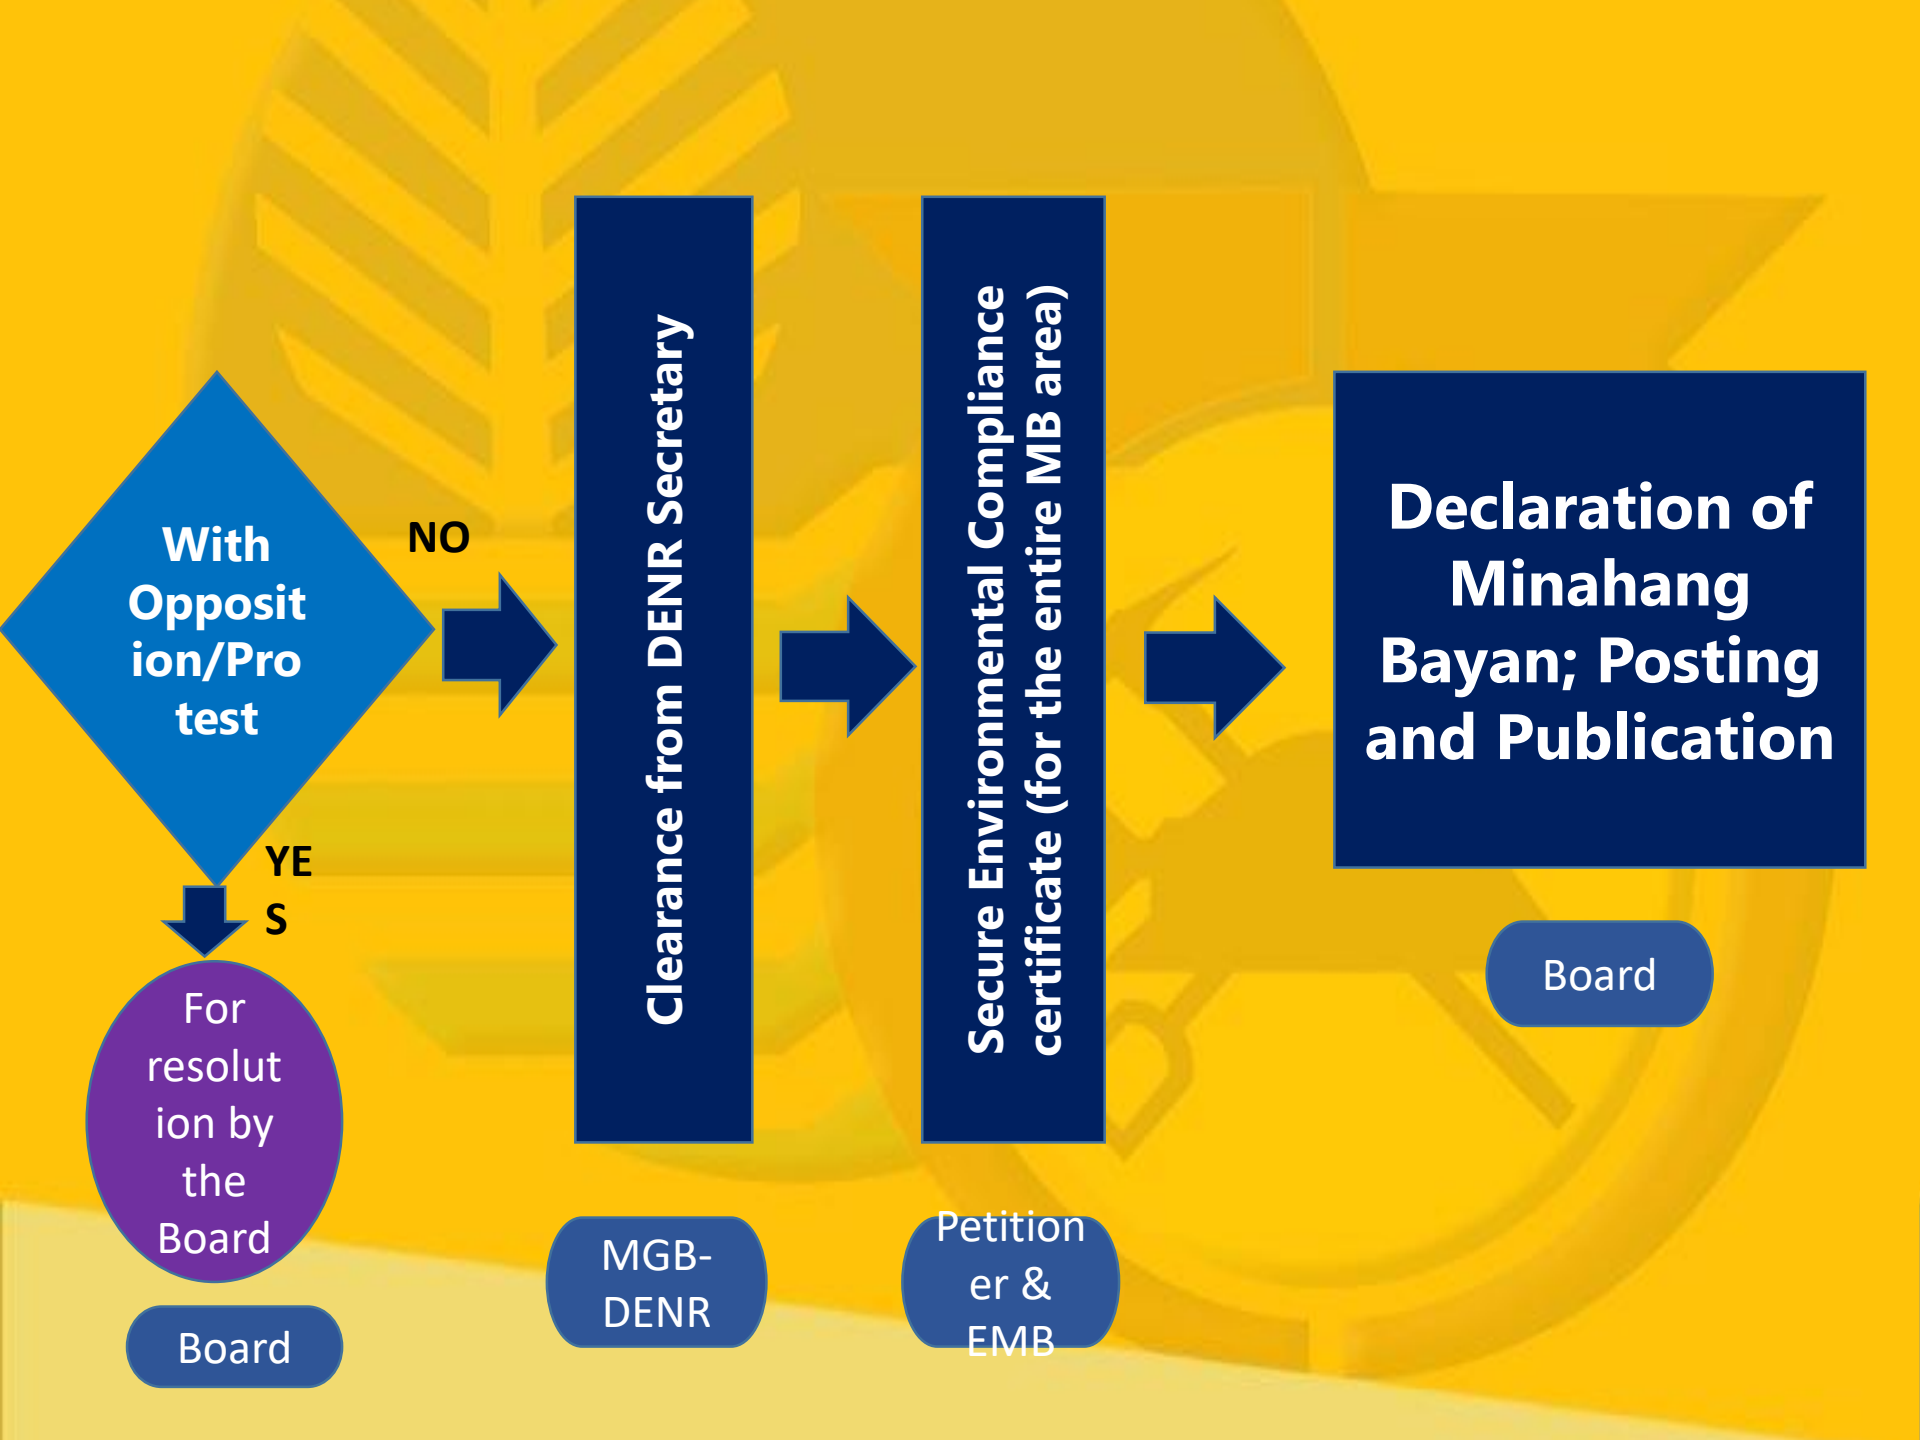 With
Opposit
ion/Pro
test
NO
YE
S
For
resolut
ion by
the
Board
Board
Clearance from DENR Secretary
MGB-
DENR
Secure Environmental Compliance
certificate (for the entire MB area)
Petition
er &
EMB
Declaration of
Minahang
Bayan; Posting
and Publication
Board